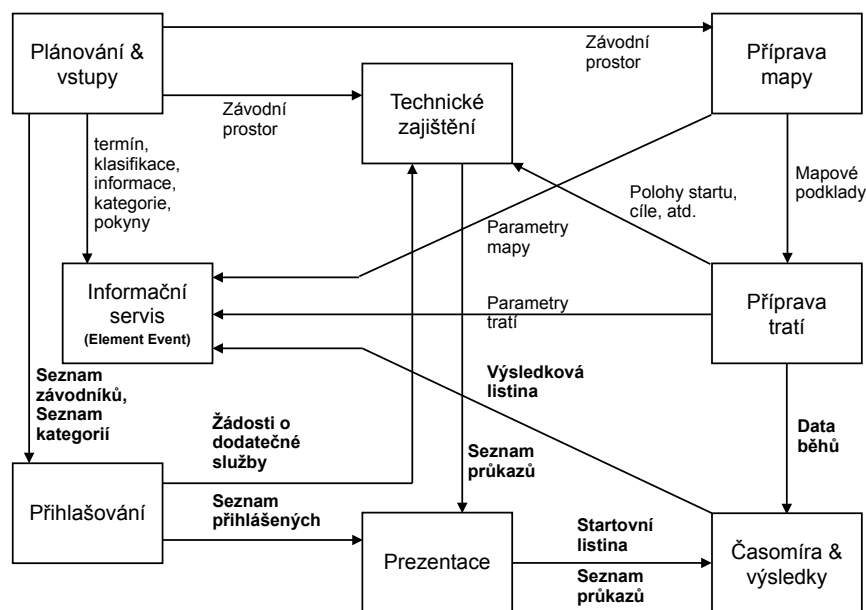 Plánování &
vstupy
Závodní
prostor
Příprava
mapy
Závodní
prostor
Technické
zajištění
termín,
klasifikace,
informace,
kategorie,
pokyny
Polohy startu,
cíle, atd.
Mapové
podklady
Parametry
mapy
Informační
servis
(Element Event)
Parametry
tratí
Příprava
tratí
Seznam
závodníků,
Seznam
kategorií
Výsledková
listina
Žádosti o
dodatečné
služby
Seznam
průkazů
Data
běhů
Přihlašování
Seznam
přihlášených
Prezentace
Startovní
listina
Seznam
průkazů
Časomíra &
výsledky